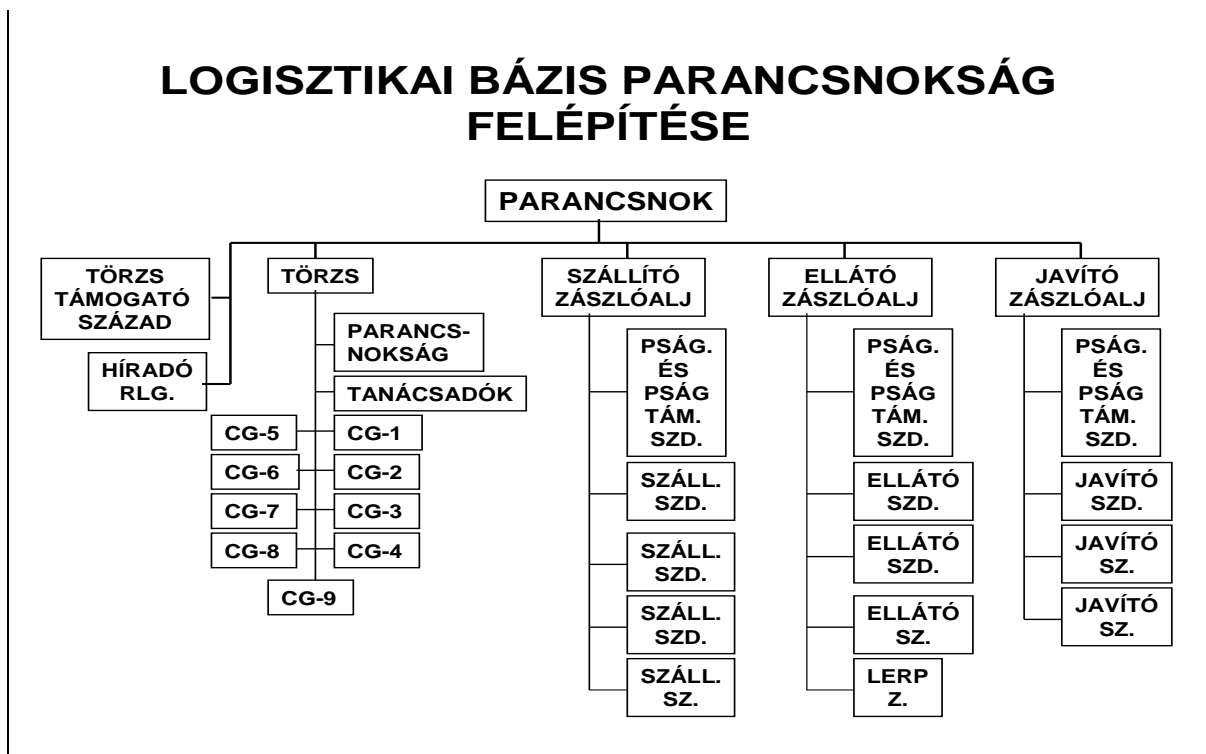 LOGISZTIKAI BÁZIS PARANCSNOKSÁG
FELÉPÍTÉSE
PARANCSNOK
TÖRZS
TÁMOGATÓ
SZÁZAD
HÍRADÓ
RLG.
TÖRZS
PARANCS-
NOKSÁG
TANÁCSADÓK
CG-5
CG-1
CG-6
CG-2
CG-7
CG-3
CG-8
CG-4
CG-9
SZÁLLÍTÓ
ZÁSZLÓALJ
PSÁG.
ÉS
PSÁG
TÁM.
SZD.
SZÁLL.
SZD.
SZÁLL.
SZD.
SZÁLL.
SZD.
SZÁLL.
SZ.
ELLÁTÓ
ZÁSZLÓALJ
PSÁG.
ÉS
PSÁG
TÁM.
SZD.
ELLÁTÓ
SZD.
ELLÁTÓ
SZD.
ELLÁTÓ
SZ.
LERP
Z.
JAVÍTÓ
ZÁSZLÓALJ
PSÁG.
ÉS
PSÁG
TÁM.
SZD.
JAVÍTÓ
SZD.
JAVÍTÓ
SZ.
JAVÍTÓ
SZ.